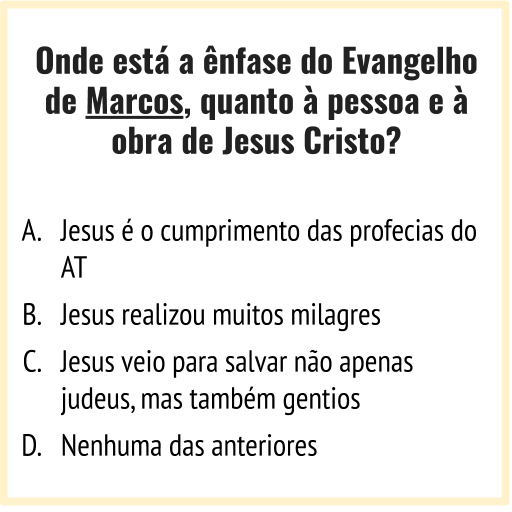 Onde está a ênfase do Evangelho
de Marcos, quanto à pessoa e à
obra de Jesus Cristo?
A. Jesus é o cumprimento das profecias do
AT
B. Jesus realizou muitos milagres
C. Jesus veio para salvar não apenas
judeus, mas também gentios
D. Nenhuma das anteriores